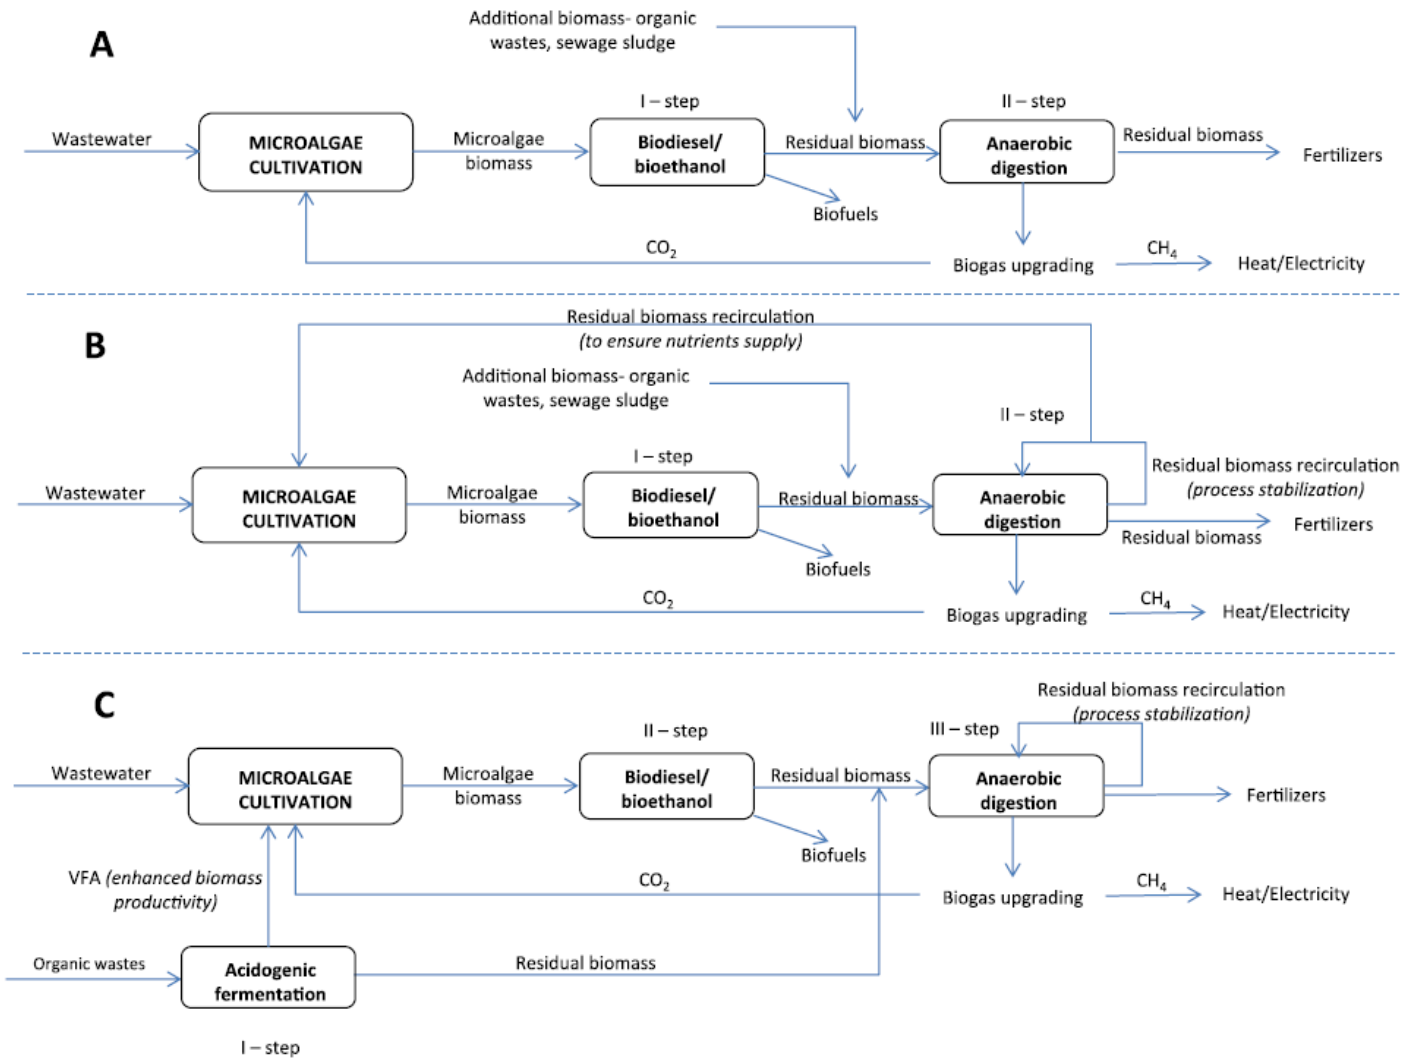 A
Additional biomass- organic
wastes, sewage sludge
I – step
II – step
Wastewater
MICROALGAE
CULTIVATION
Microalgae
biomass
Biodiesel/
bioethanol
Residual biomass
Anaerobic
digestion
Residual biomass
Fertilizers
Biofuels
CO2
Biogas upgrading
CH4
Heat/Electricity
B
Residual biomass recirculation
(to ensure nutrients supply)
Additional biomass- organic
wastes, sewage sludge
II – step
I – step
Wastewater
MICROALGAE
CULTIVATION
Microalgae
biomass
Biodiesel/
bioethanol
Residual biomass
Anaerobic
digestion
Residual biomass recirculation
(process stabilization)
Fertilizers
Residual biomass
Biofuels
CO2
Biogas upgrading
CH4
Heat/Electricity
C
Residual biomass recirculation
(process stabilization)
II – step
III – step
Wastewater
MICROALGAE
CULTIVATION
Microalgae
biomass
Biodiesel/
bioethanol
Residual biomass
Anaerobic
digestion
Fertilizers
Biofuels
VFA (enhanced biomass
productivity)
CO2
Biogas upgrading
CH4
Heat/Electricity
Organic wastes
Acidogenic
fermentation
Residual biomass
I – step